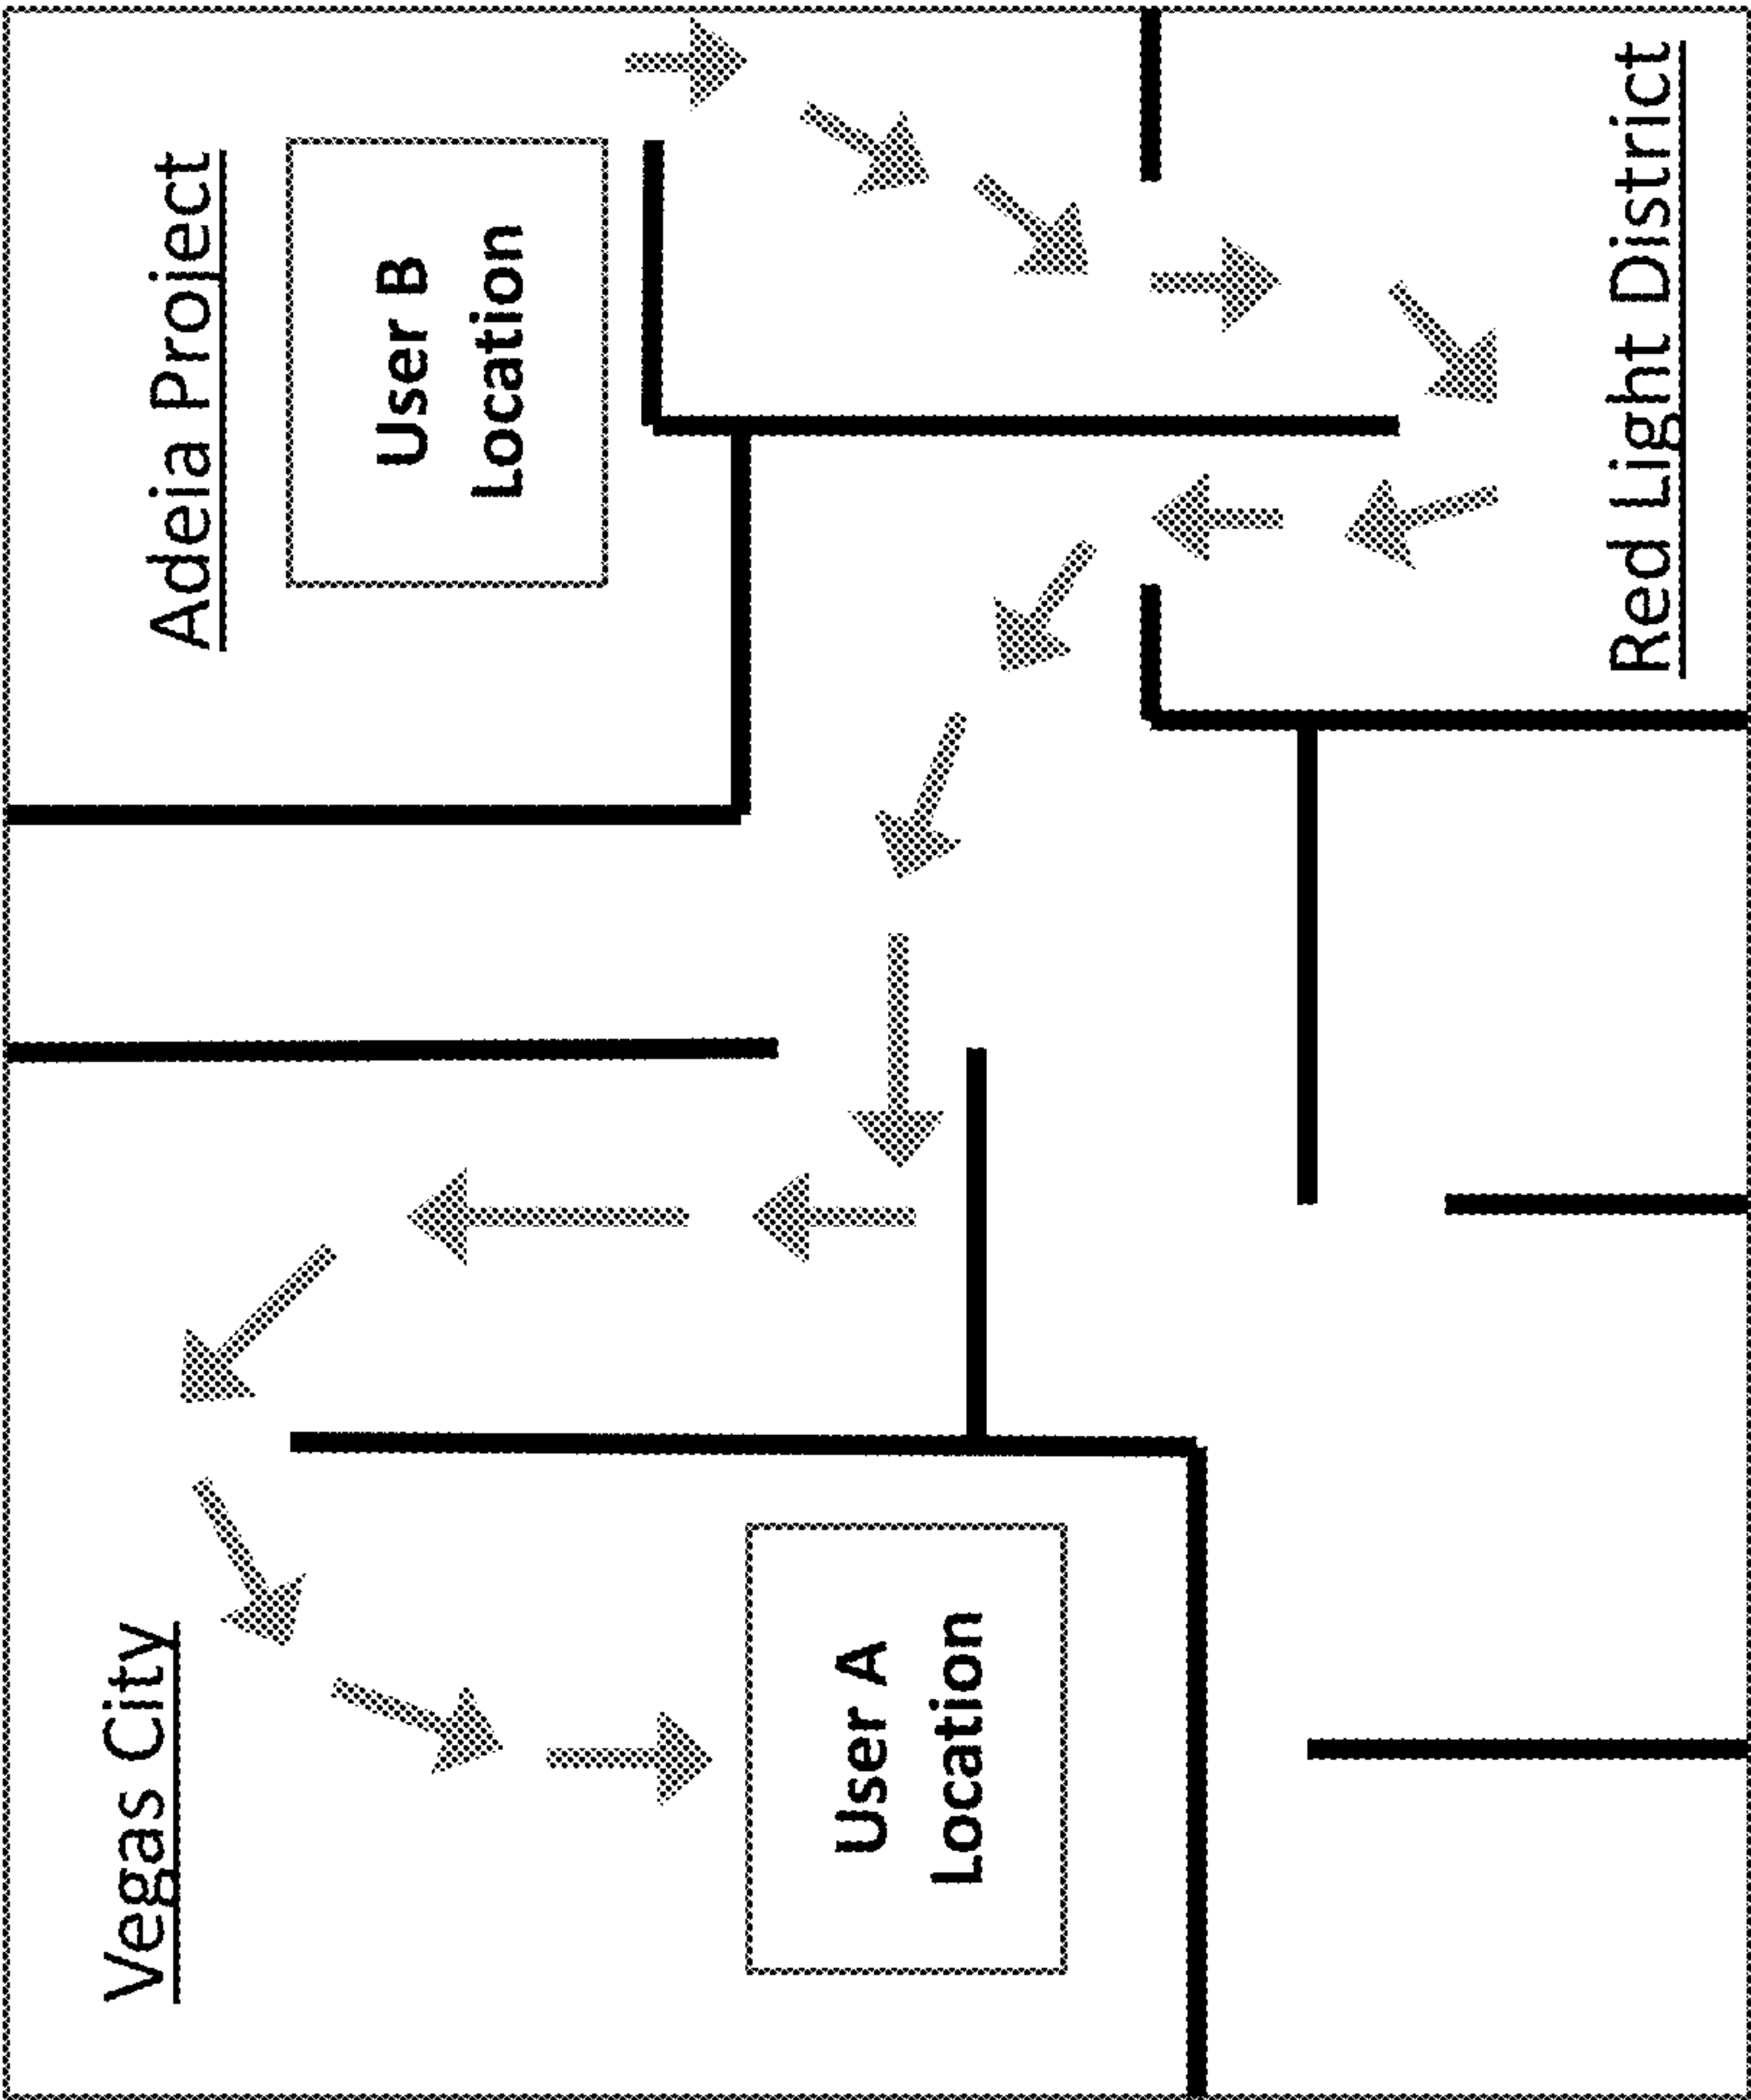 Vegas City
Adeia Project
User B
Location
User A
Location
Red Light District